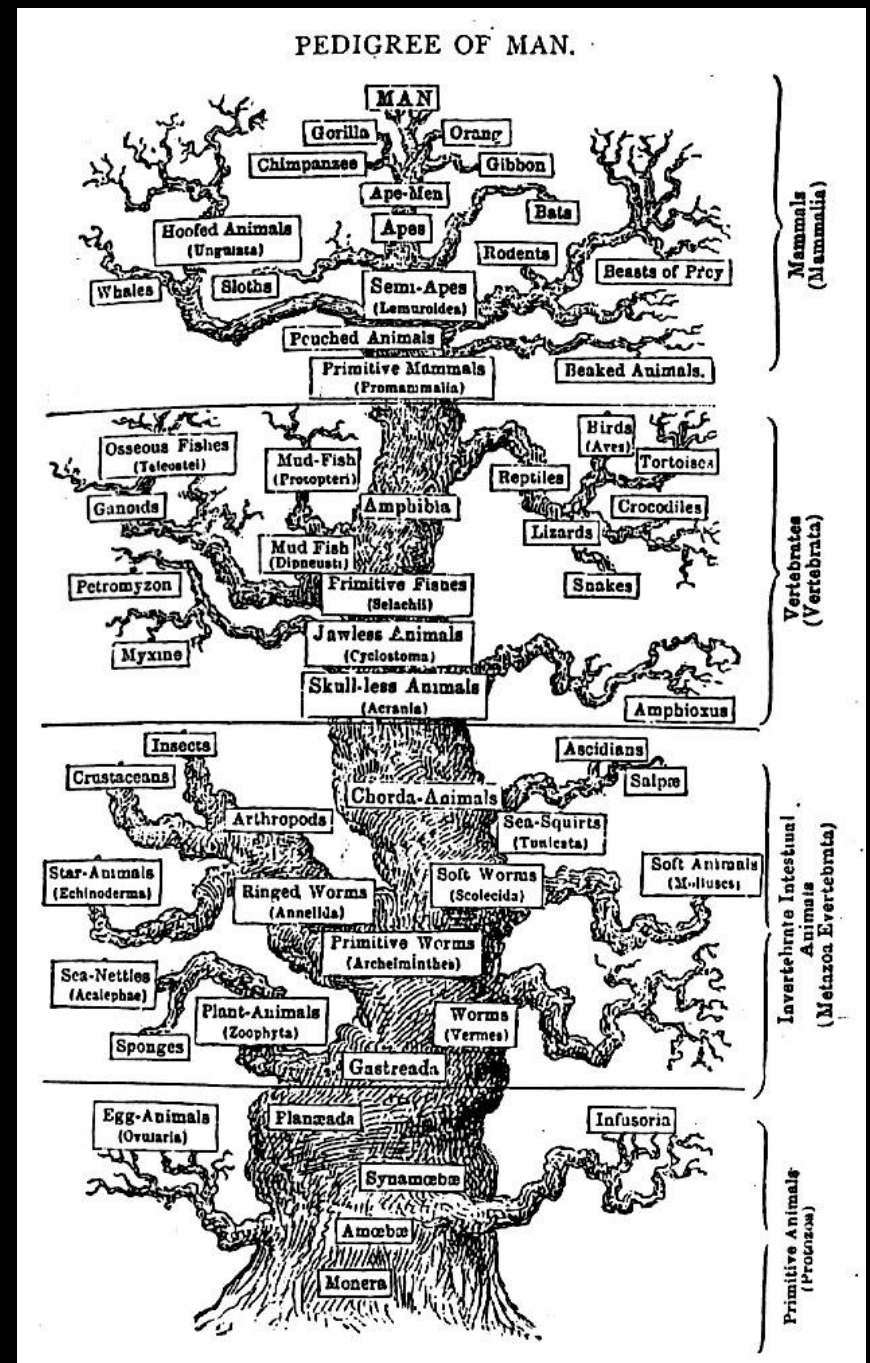 PEDIGREE OF MAN.
MAN
Gorilla
Orang
Chimpanzee
Gibbon
Ape-Men
Bats
Hoofed Animals
(Ungulata)
Apes
Rodents
Beasts of Prey
Whales
Sloths
Semi-Apes
(Lemuroidea)
Pouched Animals
Primitive Mammals
(Promammalia)
Beaked Animals.
Mammals
(Mammalia)
Osseous Fishes
(Teleostei)
Mud-Fish
(Protopteri)
Birds
(Aves)
Tortoises
Reptiles
Ganoids
Amphibia
Crocodiles
Lizards
Mud Fish
(Dipneusti)
Petromyzon
Primitive Fishes
(Selachii)
Snakes
Jawless Animals
(Cyclostoma)
Myxine
Skull-less Animals
(Acrania)
Amphioxus
Vertebrates
(Vertebrata)
Insects
Ascidians
Crustaceans
Salpæ
Chorda-Animals
Arthropods
Sea-Squirts
(Tunicata)
Star-Animals
(Echinoderma)
Ringed Worms
(Annelida)
Soft Worms
(Scolecida)
Soft Animals
(Mollusca)
Primitive Worms
(Archelminthes)
Sea-Nettles
(Acalephae)
Plant-Animals
(Zoophyta)
Worms
(Vermes)
Sponges
Gastreada
Invertebrate Intestinal
Animals
(Metazoa Evertebrata)
Egg-Animals
(Ovularia)
Planæada
Infusoria
Synamœbæ
Amœbæ
Monera
Primitive Animals
(Protozoa)